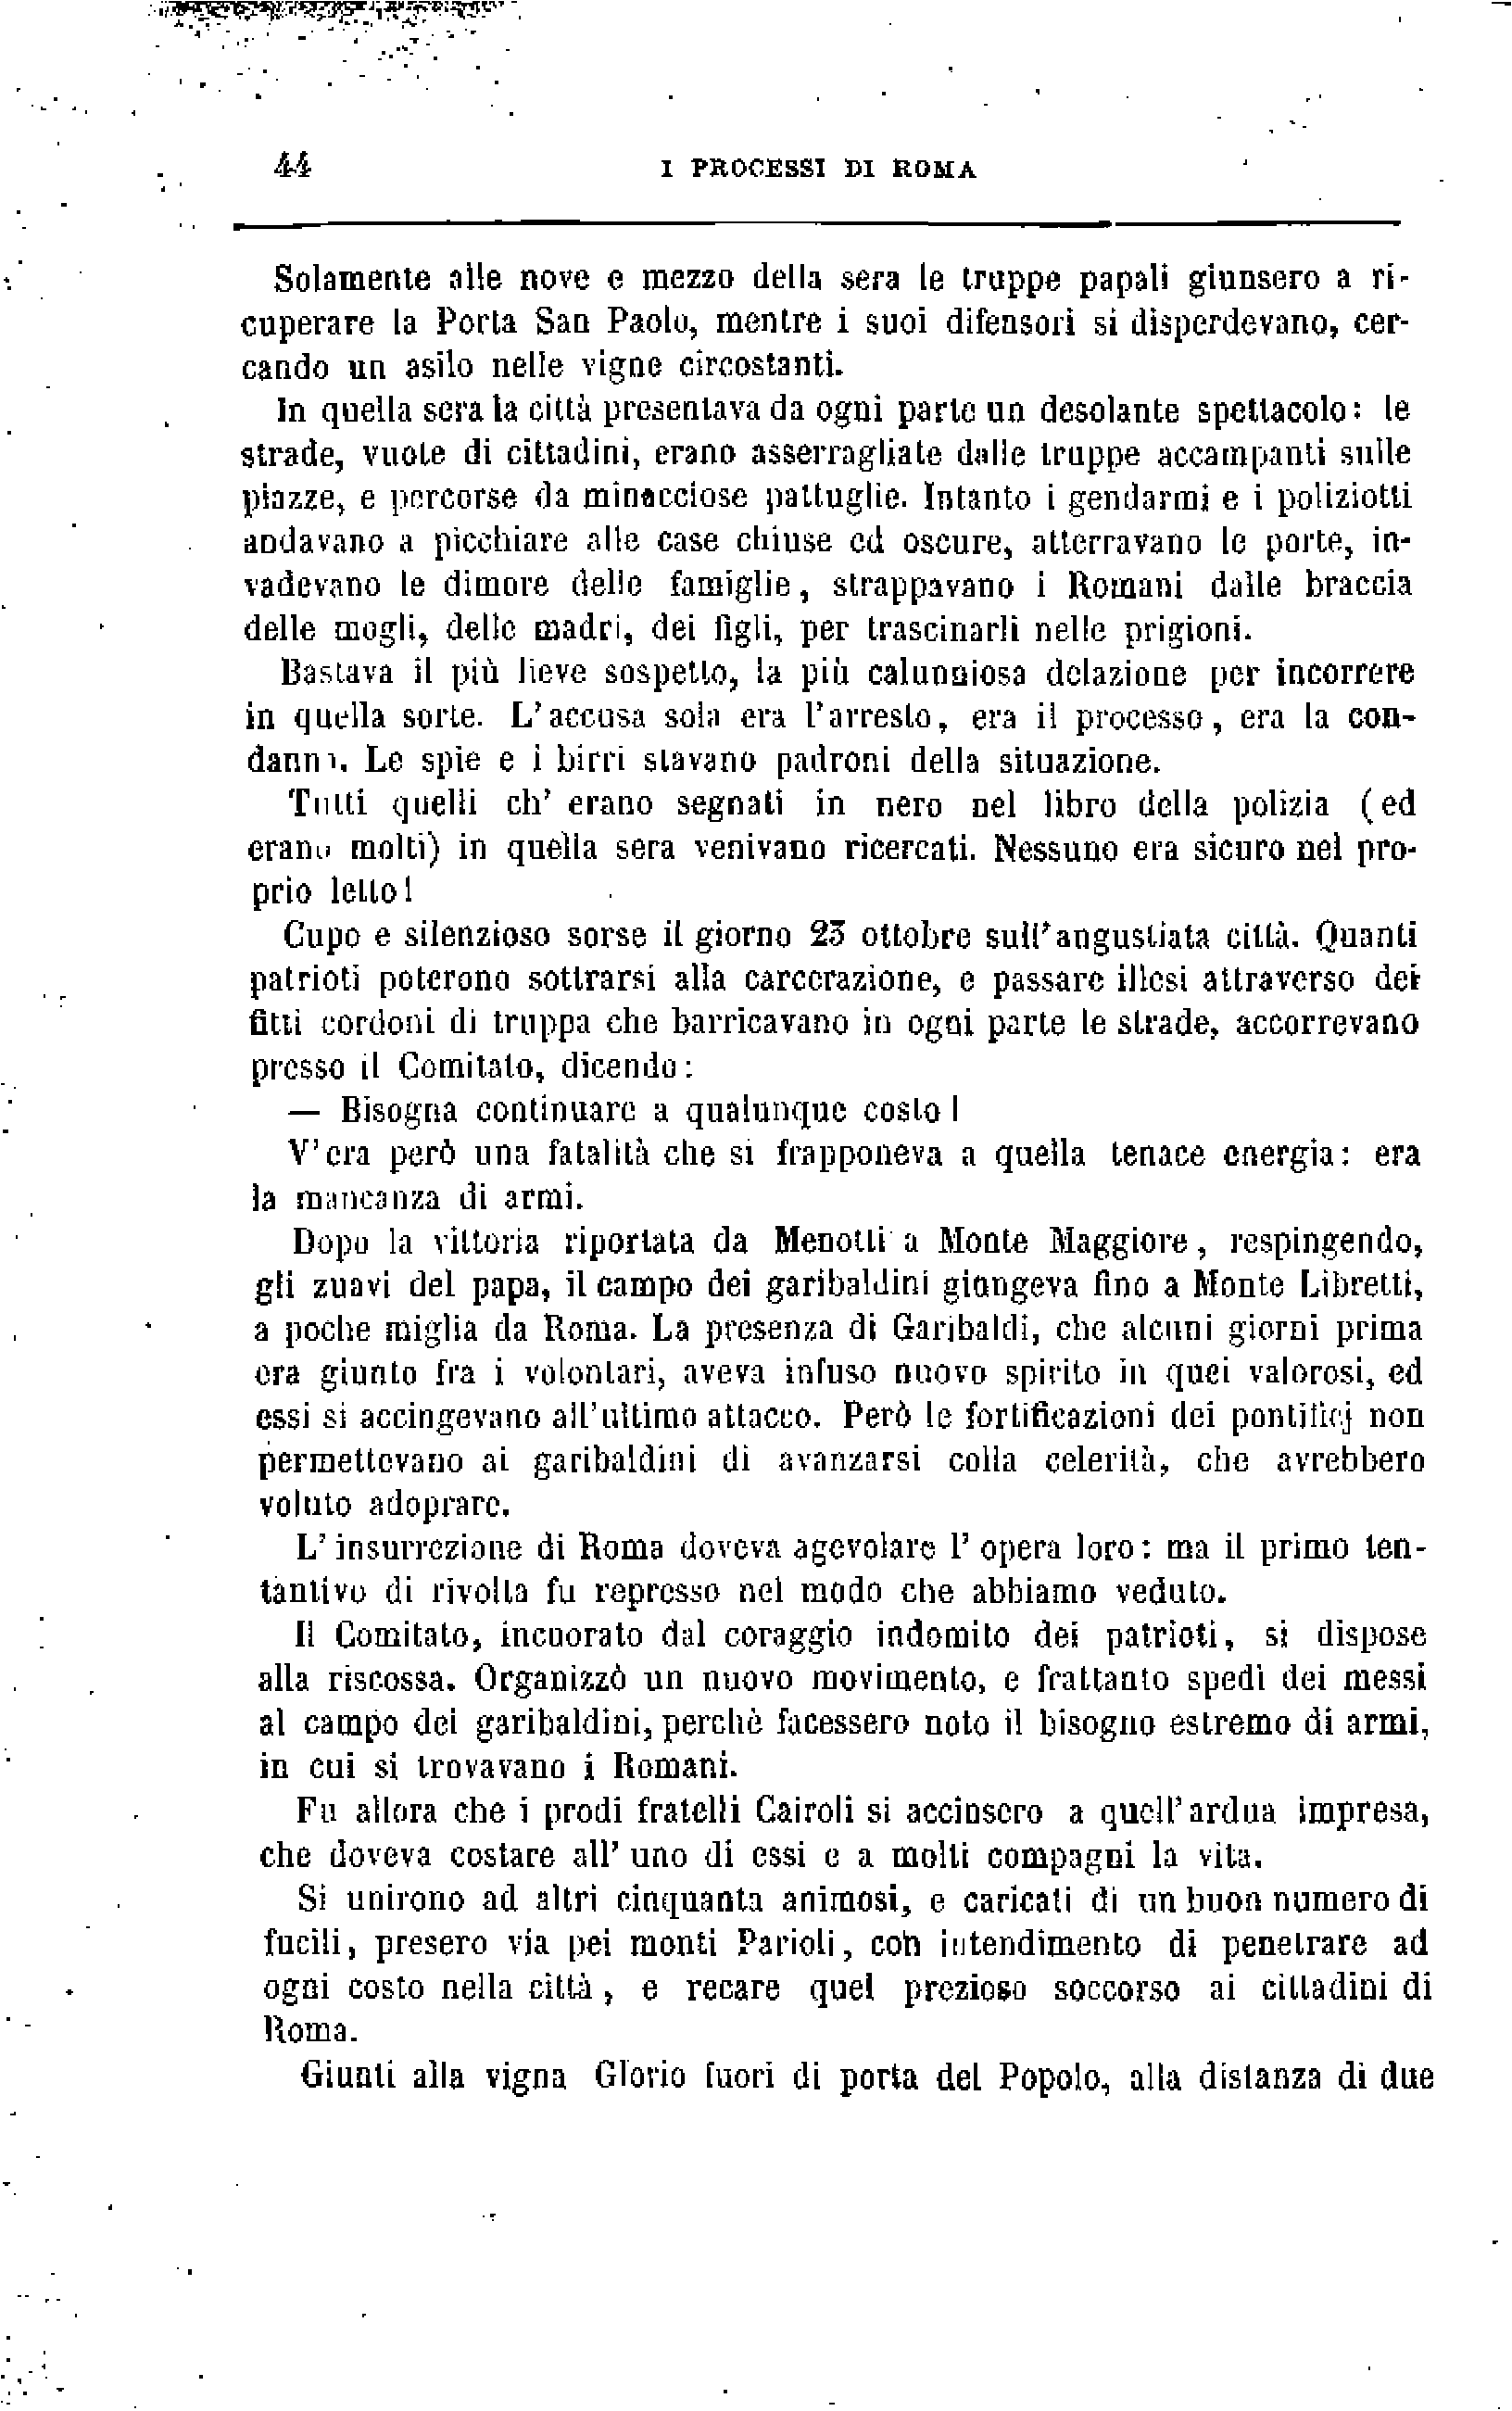 44
I PROCESSI DI ROMA
Solamente alle nove e mezzo della sera le truppe papali giunsero a ri-
cuperare la Porta San Paolo, mentre i suoi difensori si disperdevano, cer-
cando un asilo nelle vigne circostanti.
In quella sera la città presentava da ogni parte un desolante spettacolo: le
strade, vuote di cittadini, erano asserragliate dalle truppe accampanti sulle
piazze, e percorse da minacciose pattuglie. Intanto i gendarmi e i poliziotti
andavano a picchiare alle case chiuse ed oscure, atterravano le porte, in-
vadevano le dimore delle famiglie, strappavano i Romani dalle braccia
delle mogli, delle madri, dei figli, per trascinarli nelle prigioni.
Bastava il più lieve sospetto, la più calunniosa delazione per incorrere
in quella sorte. L'accusa sola era l'arresto, era il processo, era la con-
danna. Le spie e i birri stavano padroni della situazione.
Tutti quelli ch' erano segnati in nero nel libro della polizia (ed
erano molti) in quella sera venivano ricercati. Nessuno era sicuro nel pro-
prio letto!
Cupo e silenzioso sorse il giorno 23 ottobre sull'angustiata città. Quanti
patrioti poterono sottrarsi alla carcerazione, e passare illesi attraverso dei
fitti cordoni di truppa che barricavano in ogni parte le strade, accorrevano
presso il Comitato, dicendo:
— Bisogna continuare a qualunque costo!
V'era però una fatalità che si frapponeva a quella tenace energia: era
la mancanza di armi.
Dopo la vittoria riportata da Menotti a Monte Maggiore, respingendo,
gli zuavi del papa, il campo dei garibaldini giungeva fino a Monte Libretti,
a poche miglia da Roma. La presenza di Garibaldi, che alcuni giorni prima
era giunto fra i volontari, aveva infuso nuovo spirito in quei valorosi, ed
essi si accingevano all'ultimo attacco. Però le fortificazioni dei pontificj non
permettevano ai garibaldini di avanzarsi colla celerità, che avrebbero
voluto adoprare.
L'insurrezione di Roma doveva agevolare l' opera loro: ma il primo ten-
tantivo di rivolta fu represso nel modo che abbiamo veduto.
Il Comitato, incuorato dal coraggio indomito dei patrioti, si dispose
alla riscossa. Organizzò un nuovo movimento, e frattanto spedì dei messi
al campo dei garibaldini, perchè facessero noto il bisogno estremo di armi,
in cui si trovavano i Romani.
Fu allora che i prodi fratelli Cairoli si accinsero a quell'ardua impresa,
che doveva costare all' uno di essi e a molti compagni la vita.
Si unirono ad altri cinquanta animosi, e caricati di un buon numero di
fucili, presero via pei monti Parioli, con intendimento di penetrare ad
ogni costo nella città, e recare quel prezioso soccorso ai cittadini di
Roma.
Giunti alla vigna Glorio fuori di porta del Popolo, alla distanza di due